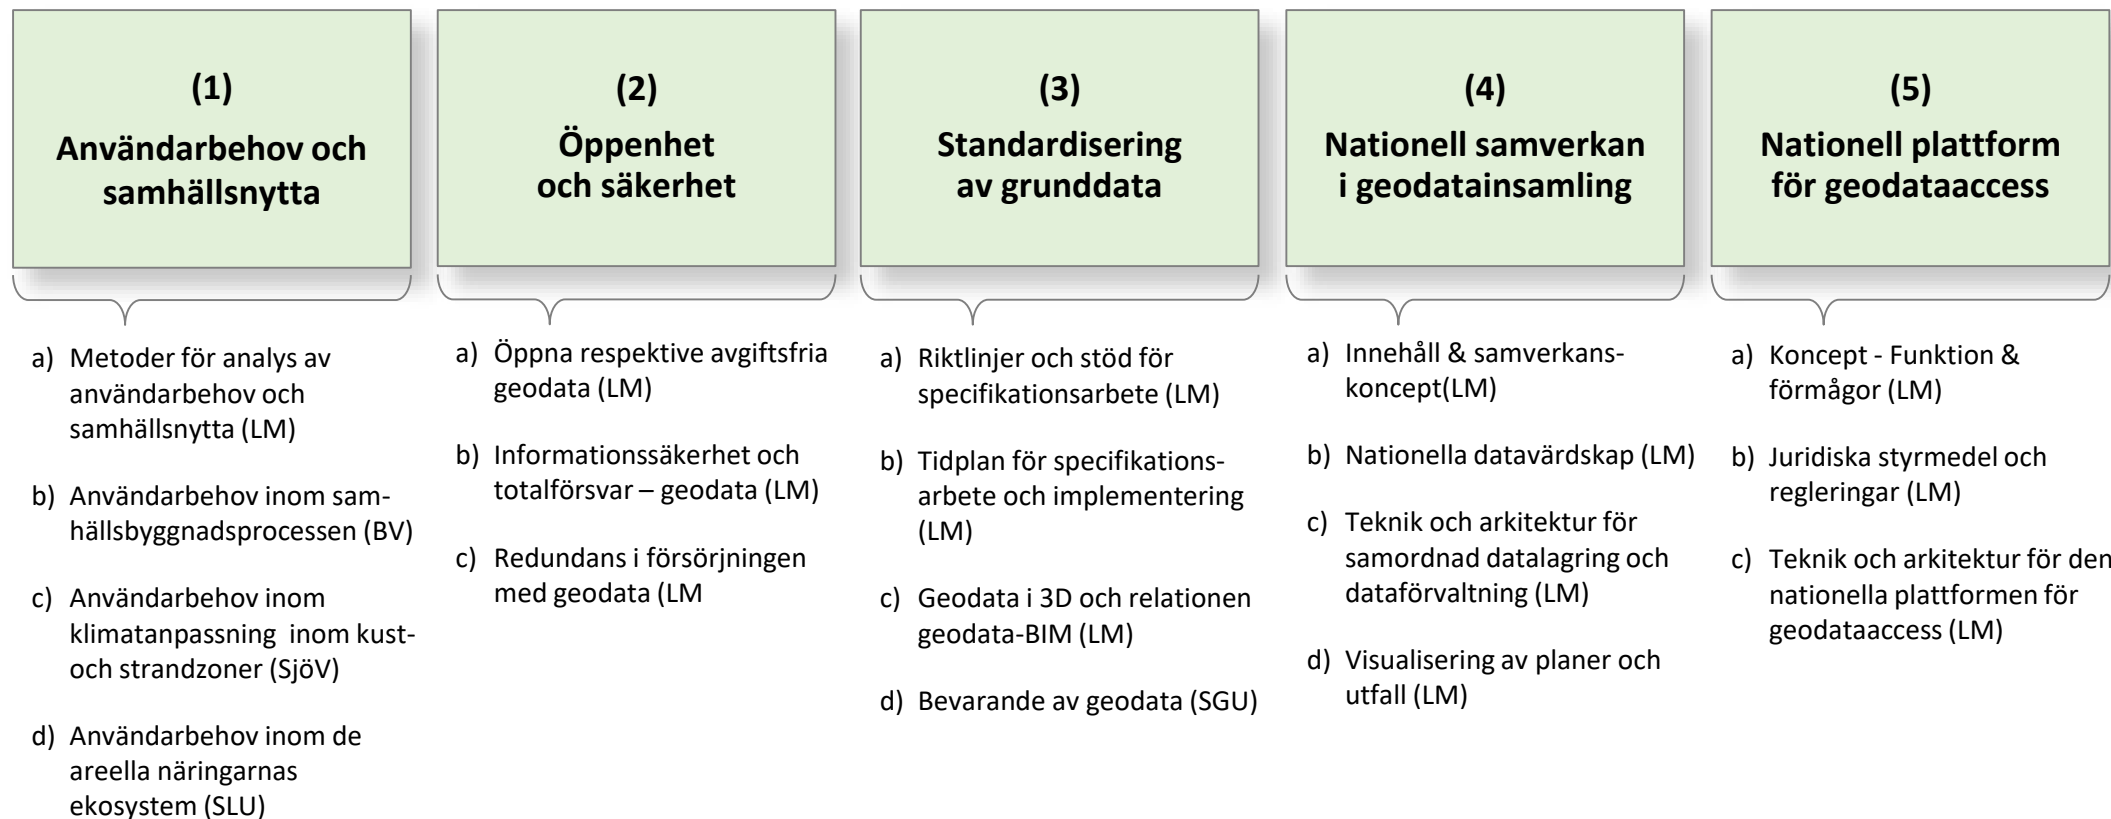 (1)
Användarbehov och
samhällsnytta
a) Metoder för analys av
användarbehov och
samhällsnytta (LM)
b) Användarbehov inom sam-
hällsbyggnadsprocessen (BV)
c) Användarbehov inom
klimatanpassning  inom kust-
och strandzoner (SjöV)
d) Användarbehov inom de
areella näringarnas
ekosystem (SLU)
(2)
Öppenhet
och säkerhet
a) Öppna respektive avgiftsfria
geodata (LM)
b) Informationssäkerhet och
totalförsvar – geodata (LM)
c) Redundans i försörjningen
med geodata (LM
(3)
Standardisering
av grunddata
a) Riktlinjer och stöd för
specifikationsarbete (LM)
b) Tidplan för specifikations-
arbete och implementering
(LM)
c) Geodata i 3D och relationen
geodata-BIM (LM)
d) Bevarande av geodata (SGU)
(4)
Nationell samverkan
i geodatainsamling
a) Innehåll & samverkans-
koncept(LM)
b) Nationella datavärdskap (LM)
c) Teknik och arkitektur för
samordnad datalagring och
dataförvaltning (LM)
d) Visualisering av planer och
utfall (LM)
(5)
Nationell plattform
för geodataaccess
a) Koncept - Funktion &
förmågor (LM)
b) Juridiska styrmedel och
regleringar (LM)
c) Teknik och arkitektur för den
nationella plattformen för
geodataaccess (LM)